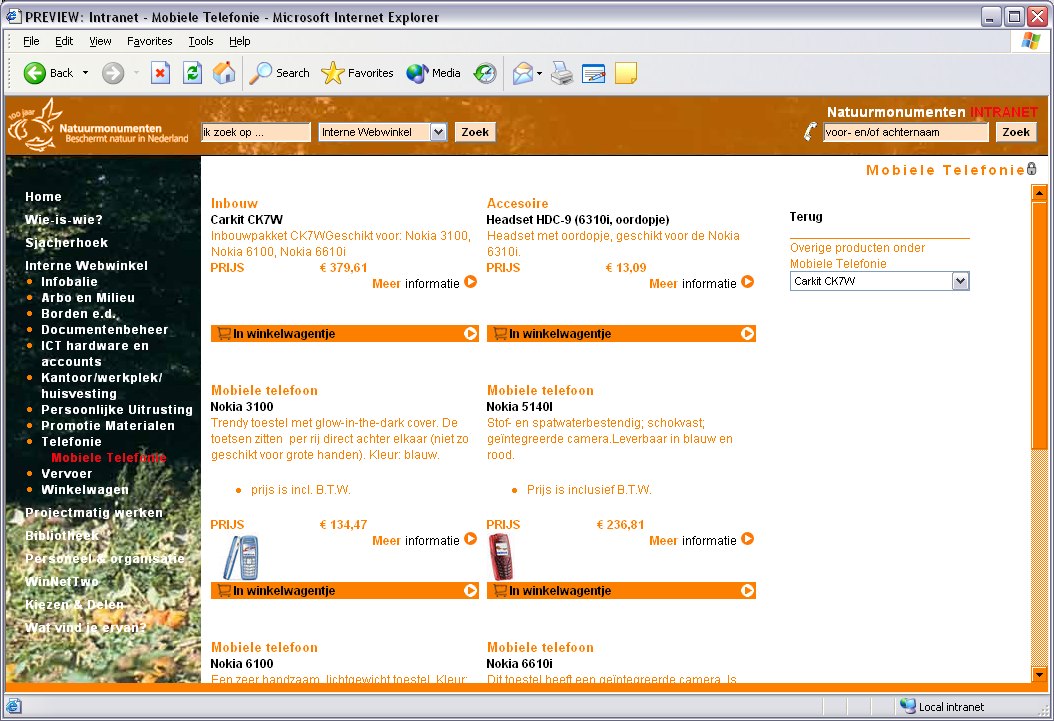 PREVIEW: Intranet - Mobiele Telefonie - Microsoft Internet Explorer
File Edit View Favorites Tools Help
Back Search Favorites Media
100 jaar
Natuurmonumenten
Beschermt natuur in Nederland
ik zoek op ... Interne Webwinkel Zoek
Natuurmonumenten INTRANET
voor- en/of achternaam Zoek
Mobiele Telefonie
Home
Wie-is-wie?
Sjacherhoek
Interne Webwinkel
Infobalie
Arbo en Milieu
Borden e.d.
Documentenbeheer
ICT hardware en
accounts
Kantoor/werkplek/
huisvesting
Persoonlijke Uitrusting
Promotie Materialen
Telefonie
Mobiele Telefonie
Vervoer
Winkelwagen
Projectmatig werken
Bibliotheek
Personeel & organisatie
WinNetTwo
Kiezen & Delen
Wat vind je ervan?
Inbouw
Carkit CK7W
Inbouwpakket CK7WGeschikt voor: Nokia 3100,
Nokia 6100, Nokia 6610i
PRIJS € 379,61
Meer informatie
In winkelwagentje
Accesoire
Headset HDC-9 (6310i, oordopje)
Headset met oordopje, geschikt voor de Nokia
6310i.
PRIJS € 13,09
Meer informatie
In winkelwagentje
Mobiele telefoon
Nokia 3100
Trendy toestel met glow-in-the-dark cover. De
toetsen zitten per rij direct achter elkaar (niet zo
geschikt voor grote handen). Kleur: blauw.
prijs is incl. B.T.W.
PRIJS € 134,47
Meer informatie
In winkelwagentje
Mobiele telefoon
Nokia 5140I
Stof- en spatwaterbestendig; schokvast;
geïntegreerde camera.Leverbaar in blauw en
rood.
Prijs is inclusief B.T.W.
PRIJS € 236,81
Meer informatie
In winkelwagentje
Mobiele telefoon
Nokia 6100
Een zeer handzaam, lichtgewicht toestel. Kleur:
Mobiele telefoon
Nokia 6610i
Dit toestel heeft een geïntegreerde camera. Is
Terug
Overige producten onder
Mobiele Telefonie
Carkit CK7W
Local intranet